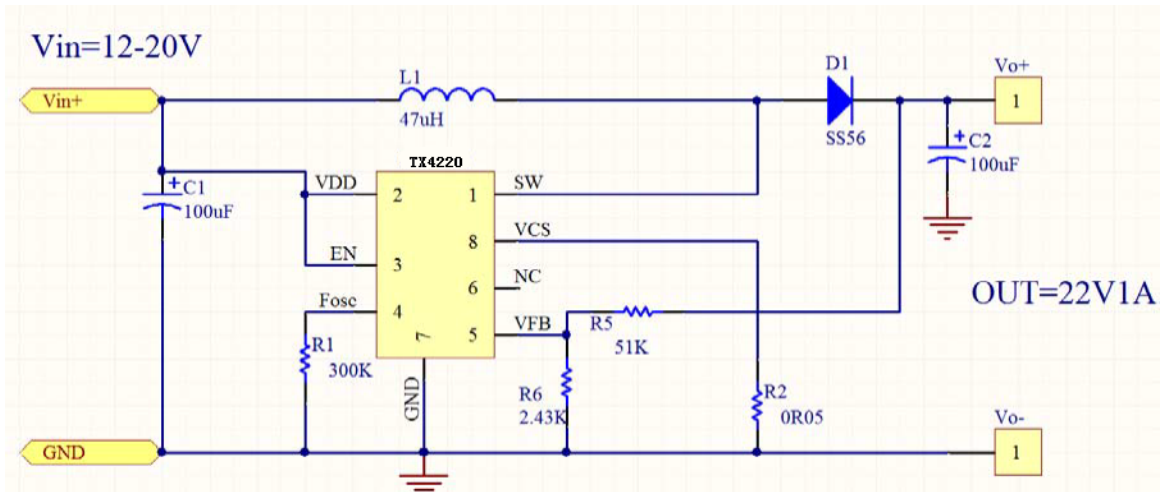 Vin=12-20V
Vin+
L1
47uH
D1
SS56
Vo+
1
C2
100uF
TX4220
C1
100uF
VDD
2
1
SW
8
VCS
EN
3
6
NC
Fosc
4
5
VFB
7
GND
R1
300K
R5
51K
R6
2.43K
R2
0R05
OUT=22V1A
GND
Vo-
1